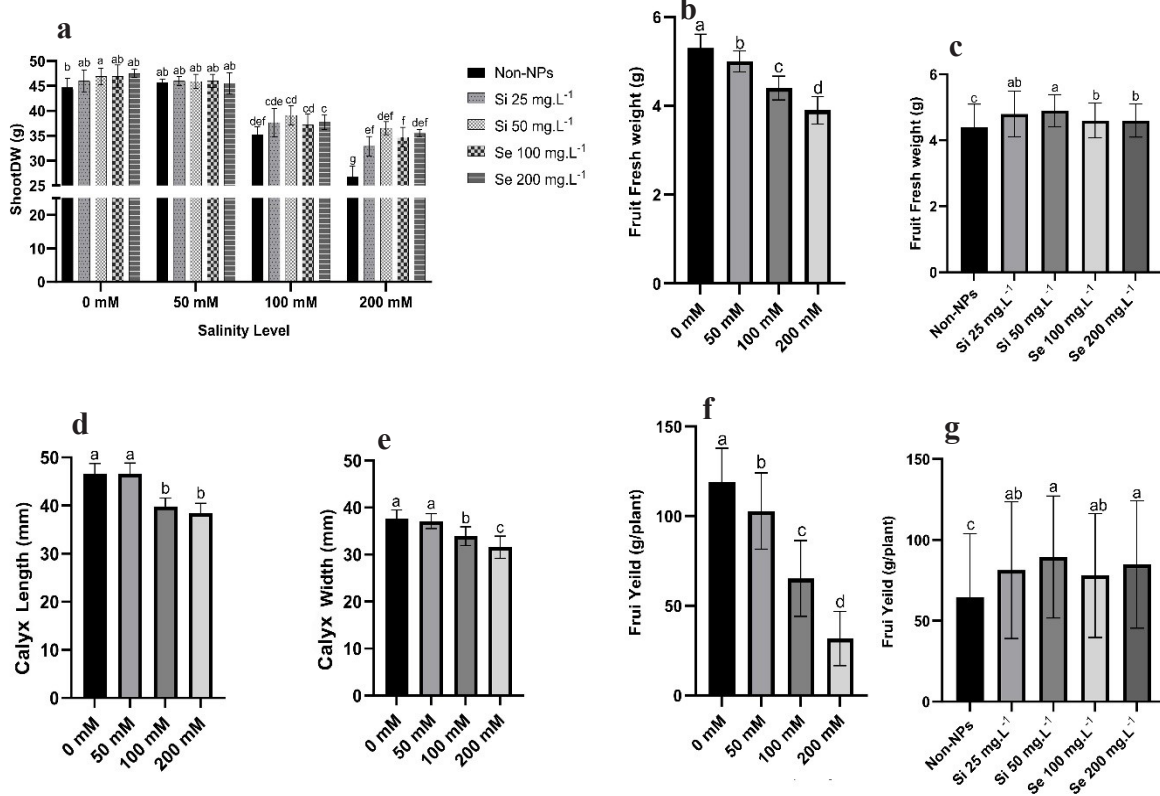 a
ShootDW (g)
50
45
40
35
30
25
20
10
0
b ab a ab ab
ab ab ab ab ab
def cde cd cd c
g ef def f def
0 mM 50 mM 100 mM 200 mM
Salinity Level
Non-NPs
Si 25 mg.L-1
Si 50 mg.L-1
Se 100 mg.L-1
Se 200 mg.L-1
b
Fruit Fresh weight (g)
6
4
2
0
a b c d
0 mM 50 mM 100 mM 200 mM
c
Fruit Fresh weight (g)
6
4
2
0
c ab a b b
Non-NPs Si 25 mg.L-1 Si 50 mg.L-1 Se 100 mg.L-1 Se 200 mg.L-1
d
Calyx Length (mm)
50
40
30
20
10
0
a a b b
0 mM 50 mM 100 mM 200 mM
e
Calyx Width (mm)
50
40
30
20
10
0
a a b c
0 mM 50 mM 100 mM 200 mM
f
Frui Yeild (g/plant)
150
100
50
0
a b c d
0 mM 50 mM 100 mM 200 mM
g
Frui Yeild (g/plant)
150
100
50
0
c ab a ab a
Non-NPs Si 25 mg.L-1 Si 50 mg.L-1 Se 100 mg.L-1 Se 200 mg.L-1